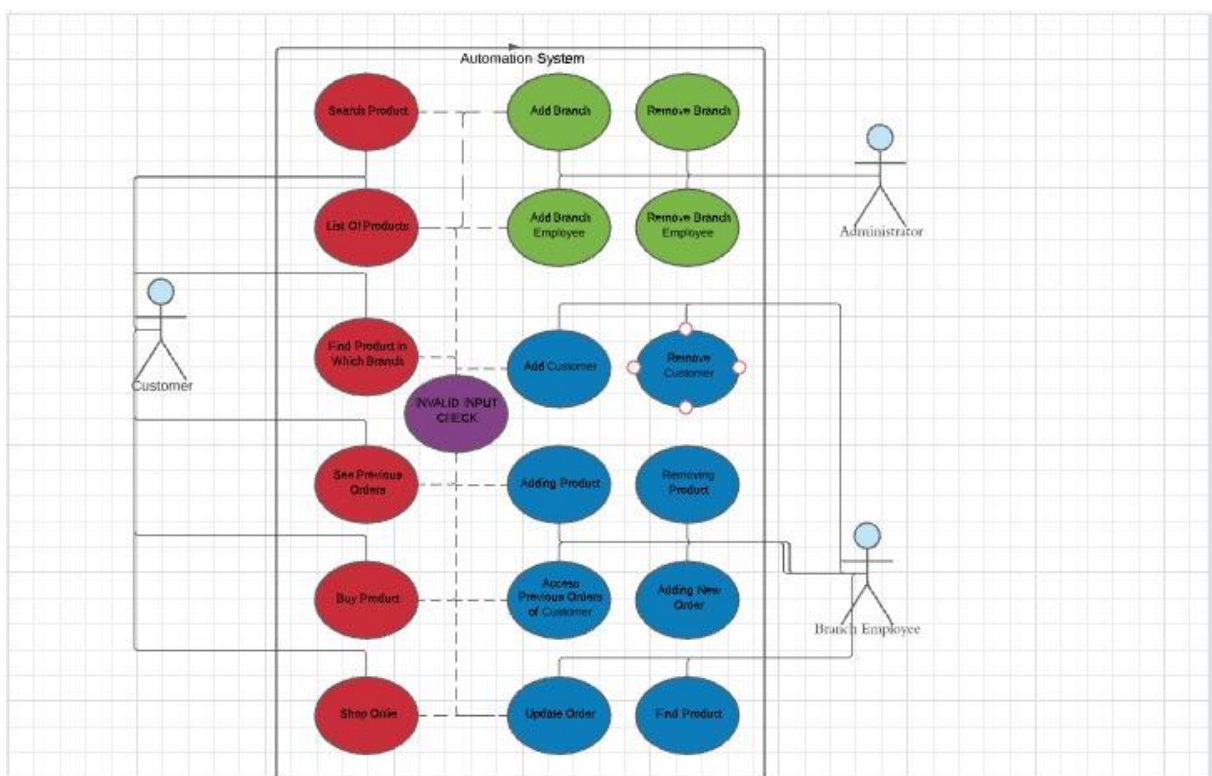 Automation System
Search Product
Add Branch
Remove Branch
List Of Products
Add Branch
Employee
Remove Branch
Employee
Administrator
Find Product in
Which Branch
Add Customer
Remove
Customer
Customer
INVALID INPUT
CHECK
See Previous
Orders
Adding Product
Removing
Product
Buy Product
Access
Previous Orders
of Customer
Adding New
Order
Branch Employee
Shop
Update Order
Find Product